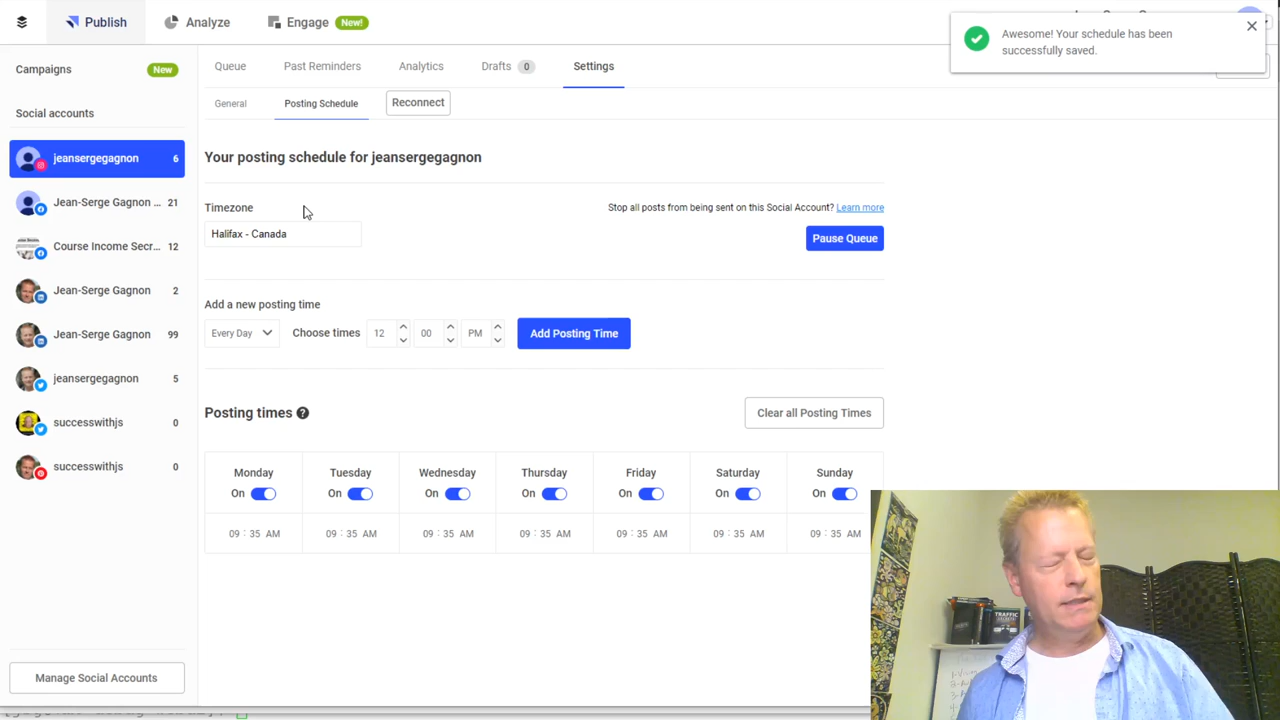 Publish
Analyze
Engage New!
Awesome! Your schedule has been
successfully saved.
Campaigns New
Social accounts
jeansergegagnon 6
Jean-Serge Gagnon ... 21
Course Income Secr... 12
Jean-Serge Gagnon 2
Jean-Serge Gagnon 99
jeansergegagnon 5
successwithjs 0
successwithjs 0
Manage Social Accounts
Queue Past Reminders Analytics Drafts 0 Settings
General Posting Schedule Reconnect
Your posting schedule for jeansergegagnon
Timezone
Halifax - Canada
Stop all posts from being sent on this Social Account? Learn more
Pause Queue
Add a new posting time
Every Day Choose times 12 00 PM Add Posting Time
Posting times ?
Clear all Posting Times
Monday Tuesday Wednesday Thursday Friday Saturday Sunday
On On On On On On On
09 : 35 AM 09 : 35 AM 09 : 35 AM 09 : 35 AM 09 : 35 AM 09 : 35 AM 09 : 35 AM
TRAFFIC